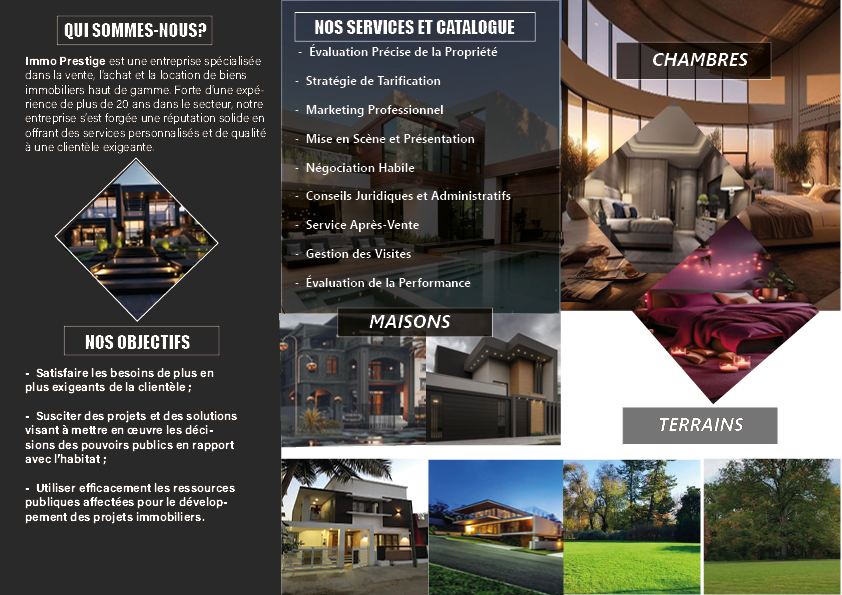 QUI SOMMES-NOUS?
Immo Prestige est une entreprise spécialisée
dans la vente, l'achat et la location de biens
immobiliers haut de gamme. Forte d'une expé-
rience de plus de 20 ans dans le secteur, notre
entreprise s'est forgée une réputation solide en
offrant des services personnalisés et de qualité
à une clientèle exigeante.
NOS OBJECTIFS
- Satisfaire les besoins de plus en
plus exigeants de la clientèle ;
- Susciter des projets et des solutions
visant à mettre en œuvre les déci-
sions des pouvoirs publics en rapport
avec l'habitat ;
- Utiliser efficacement les ressources
publiques affectées pour le dévelop-
pement des projets immobiliers.
NOS SERVICES ET CATALOGUE
- Évaluation Précise de la Propriété
- Stratégie de Tarification
- Marketing Professionnel
- Mise en Scène et Présentation
- Négociation Habile
- Conseils Juridiques et Administratifs
- Service Après-Vente
- Gestion des Visites
- Évaluation de la Performance
MAISONS
CHAMBRES
TERRAINS